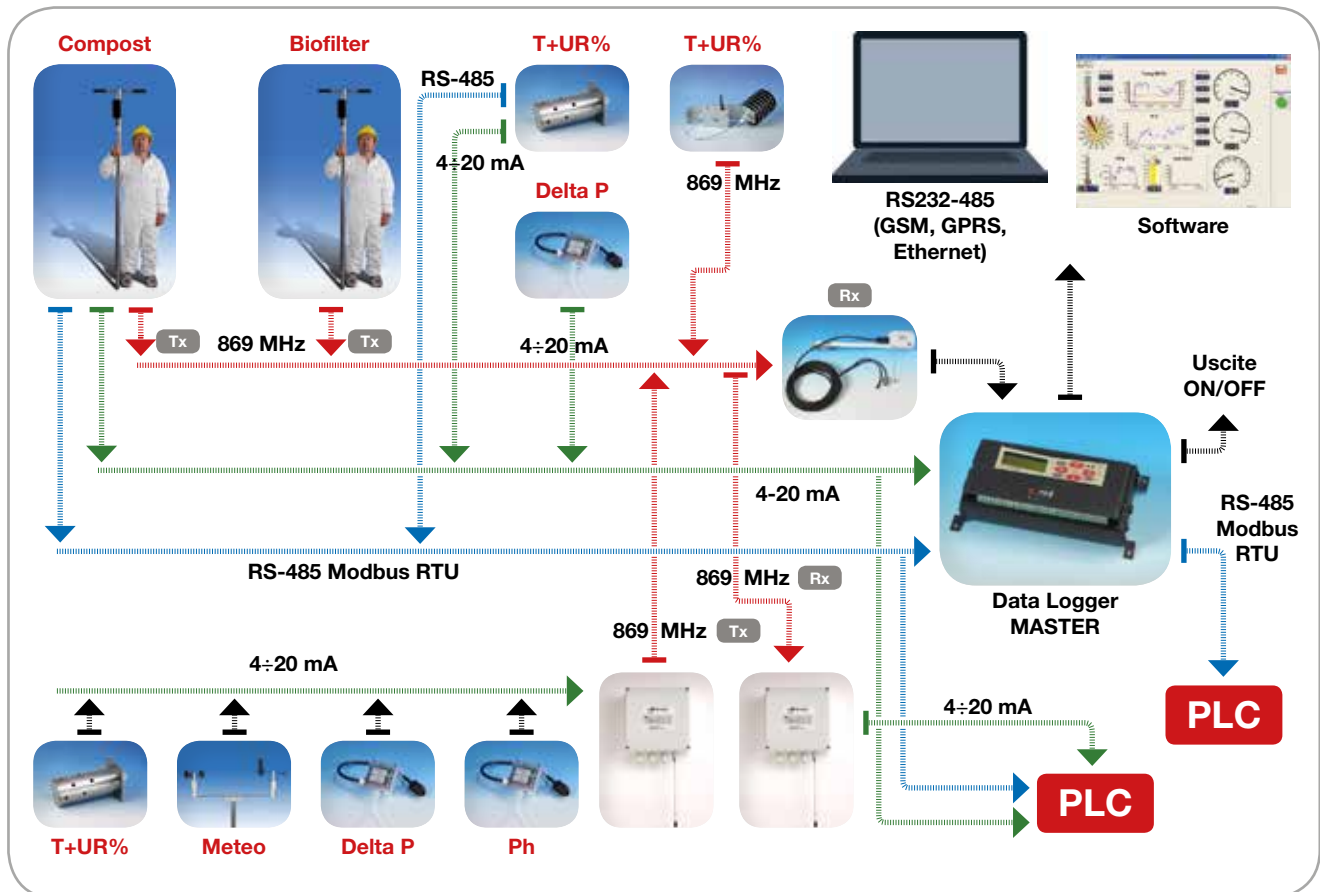 Compost
Biofilter
T+UR%
T+UR%
RS-485
4÷20 mA
869 MHz
Delta P
RS232-485
(GSM, GPRS,
Ethernet)
Software
Rx
Tx
869 MHz
Tx
4÷20 mA
Uscite
ON/OFF
4-20 mA
RS-485
Modbus
RTU
RS-485 Modbus RTU
869 MHz
Rx
Data Logger
MASTER
869 MHz
Tx
4÷20 mA
4÷20 mA
PLC
PLC
T+UR%
Meteo
Delta P
Ph